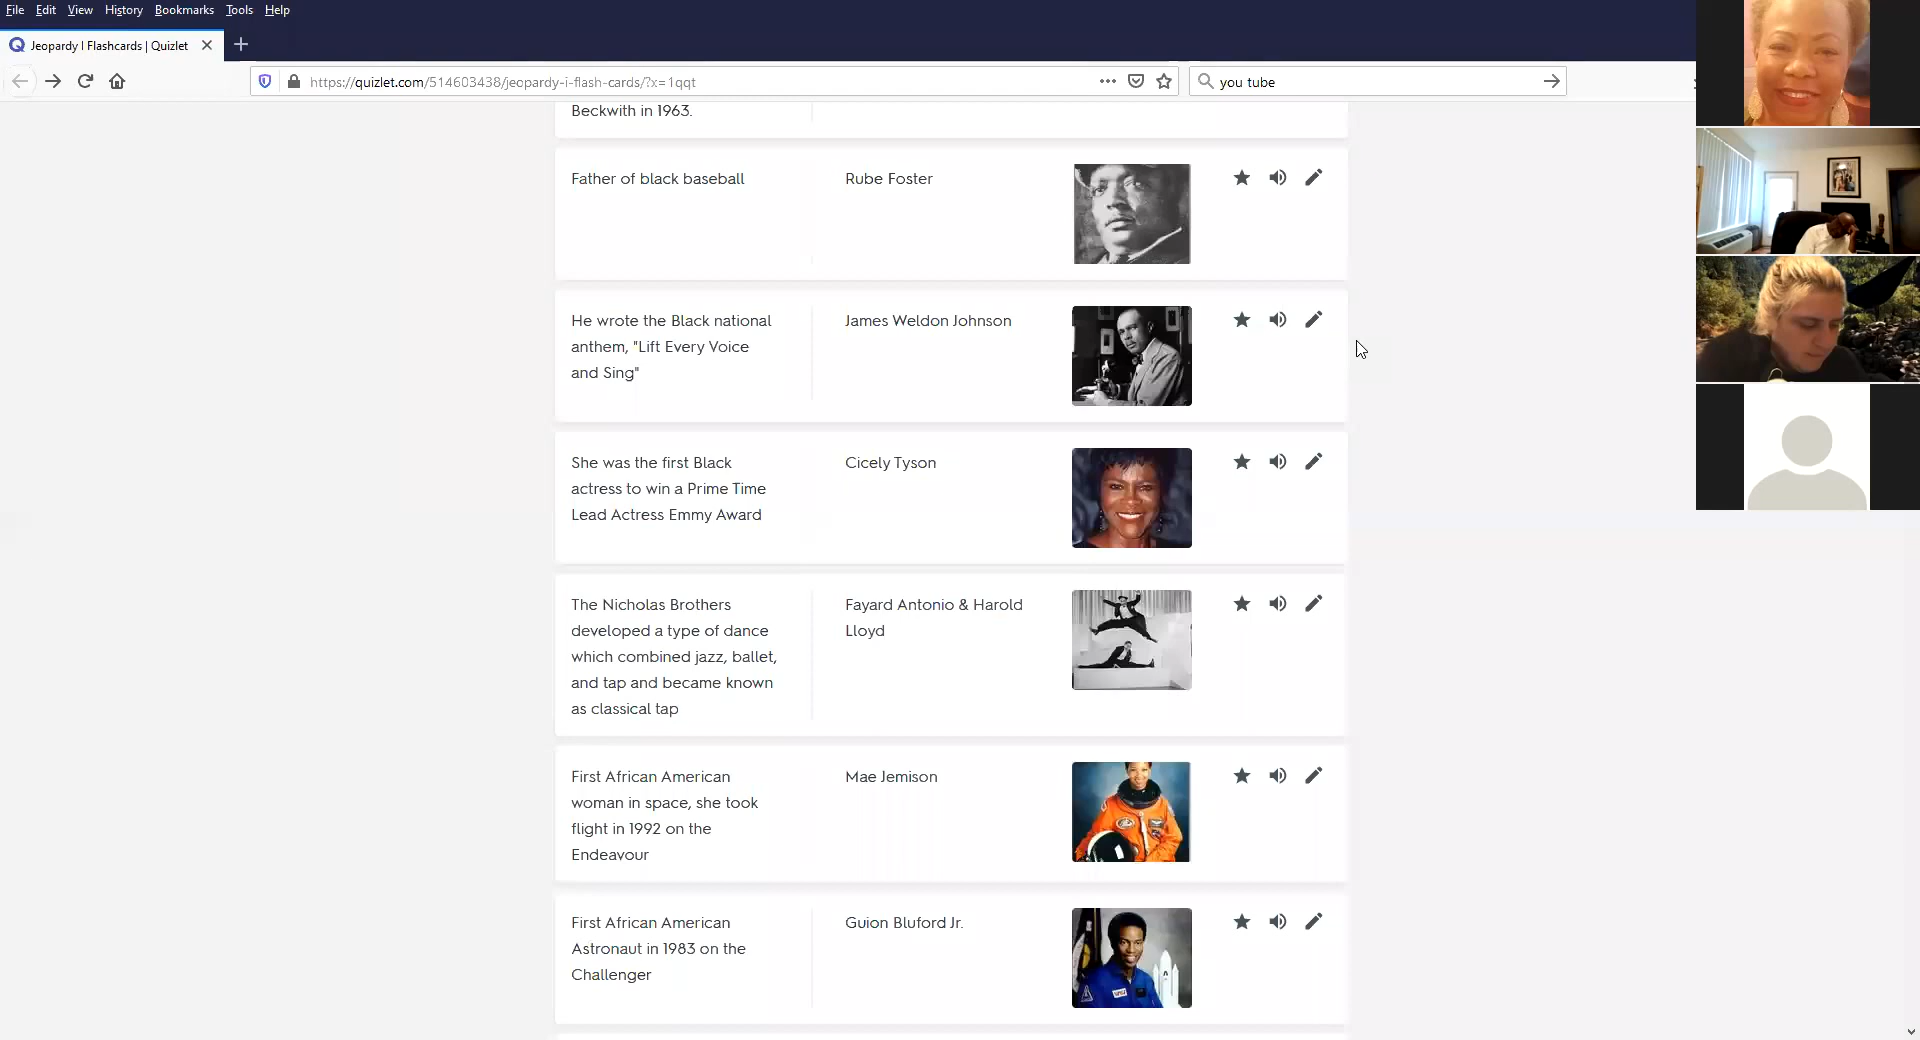 File Edit View History Bookmarks Tools Help
Jeopardy I Flashcards | Quizlet
https://quizlet.com/514603438/jeopardy-i-flash-cards/?x=1qqt
you tube
Beckwith in 1963.
Father of black baseball
Rube Foster
He wrote the Black national
anthem, "Lift Every Voice
and Sing"
James Weldon Johnson
She was the first Black
actress to win a Prime Time
Lead Actress Emmy Award
Cicely Tyson
The Nicholas Brothers
developed a type of dance
which combined jazz, ballet,
and tap and became known
as classical tap
Fayard Antonio & Harold
Lloyd
First African American
woman in space, she took
flight in 1992 on the
Endeavour
Mae Jemison
First African American
Astronaut in 1983 on the
Challenger
Guion Bluford Jr.